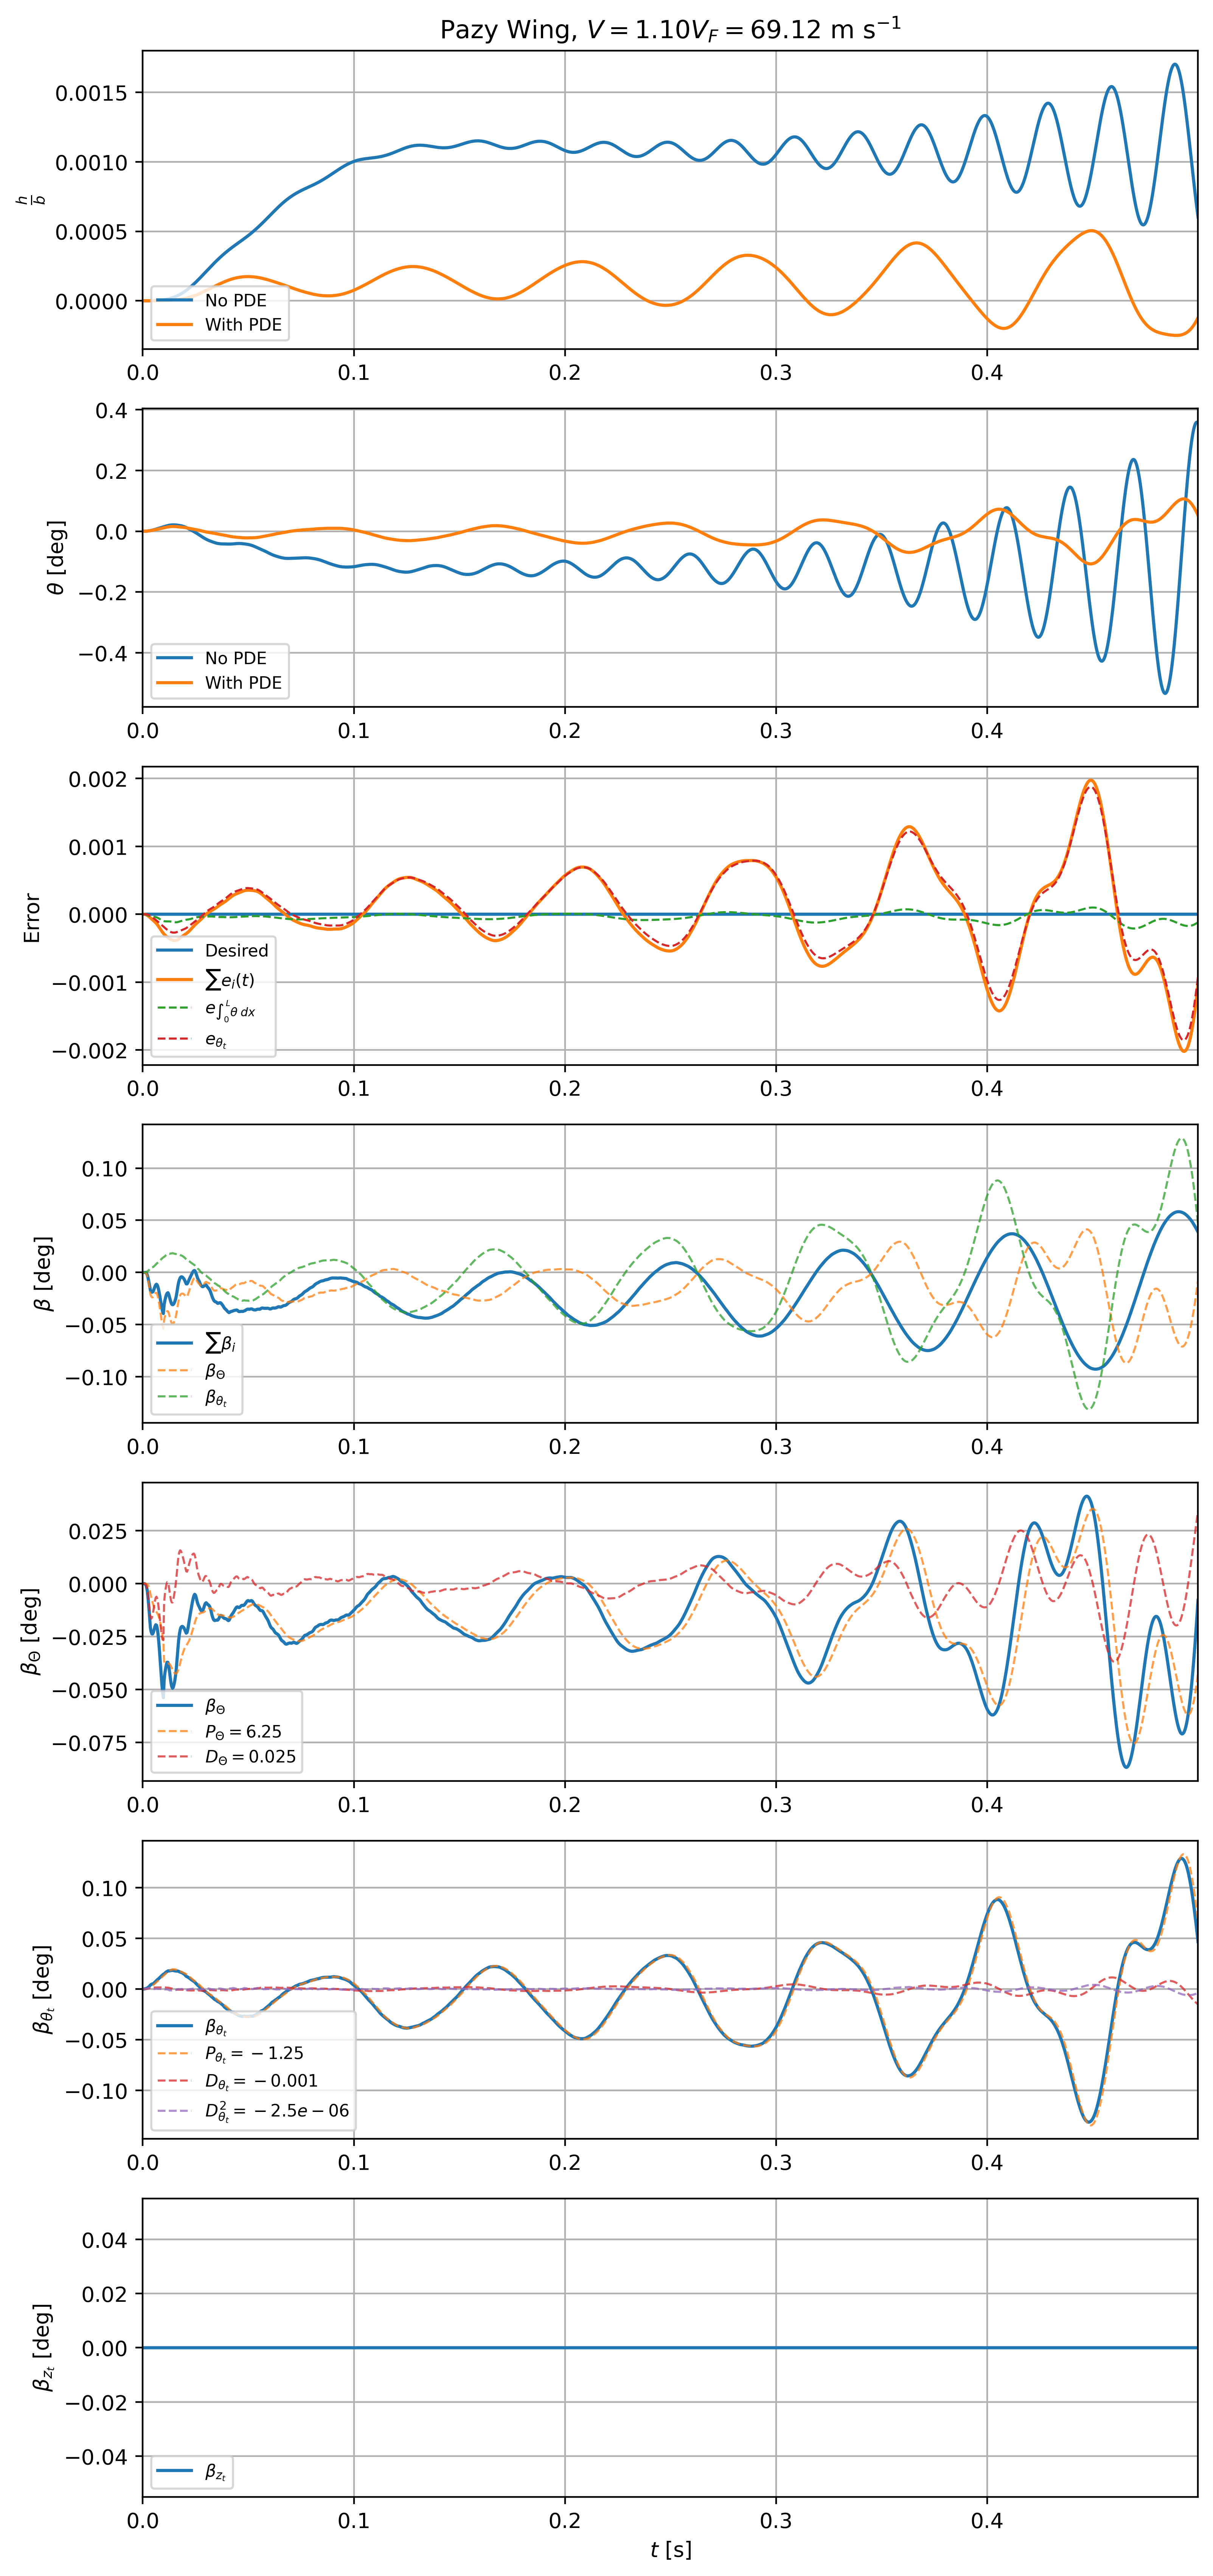 Pazy Wing, V = 1.10V_F = 69.12 m s⁻¹
0.0015
0.0010
0.0005
0.0000
h/b
No PDE
With PDE
0.0 0.1 0.2 0.3 0.4
0.4
0.2
0.0
−0.2
−0.4
θ [deg]
No PDE
With PDE
0.0 0.1 0.2 0.3 0.4
0.002
0.001
0.000
−0.001
−0.002
Error
Desired
∑e_i(t)
e_{∫_0^L θ dx}
e_{θ_t}
0.0 0.1 0.2 0.3 0.4
0.10
0.05
0.00
−0.05
−0.10
β [deg]
∑β_i
β_Θ
β_{θ_t}
0.0 0.1 0.2 0.3 0.4
0.025
0.000
−0.025
−0.050
−0.075
β_Θ [deg]
β_Θ
P_Θ = 6.25
D_Θ = 0.025
0.0 0.1 0.2 0.3 0.4
0.10
0.05
0.00
−0.05
−0.10
β_{θ_t} [deg]
β_{θ_t}
P_{θ_t} = −1.25
D_{θ_t} = −0.001
D²_{θ_t} = −2.5e − 06
0.0 0.1 0.2 0.3 0.4
0.04
0.02
0.00
−0.02
−0.04
β_{z_t} [deg]
β_{z_t}
0.0 0.1 0.2 0.3 0.4
t [s]